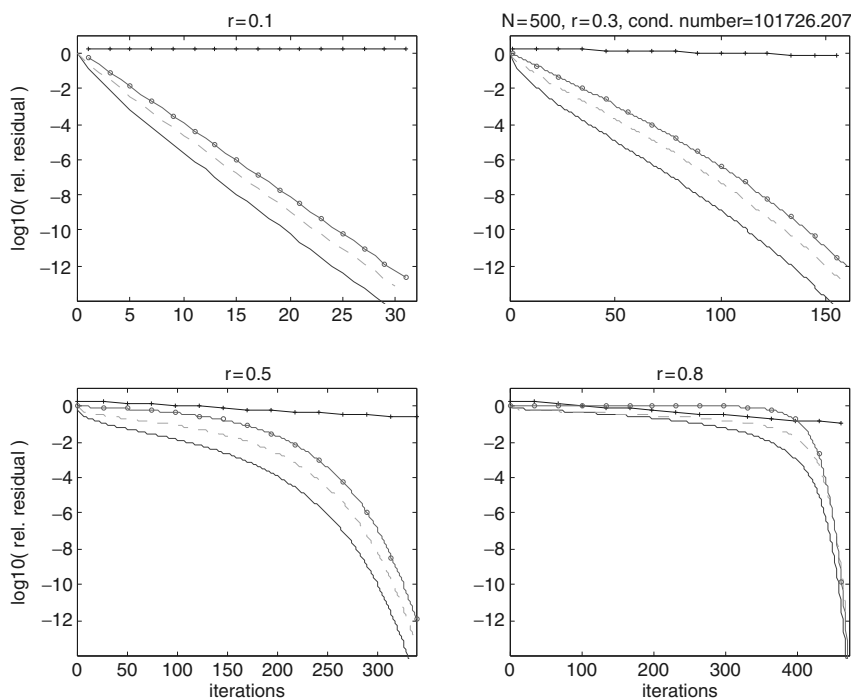 r=0.1
N=500, r=0.3, cond. number=101726.207
0
−2
−4
−6
−8
−10
−12
log10( rel. residual )
0 5 10 15 20 25 30
0
−2
−4
−6
−8
−10
−12
0 50 100 150
r=0.5
r=0.8
0
−2
−4
−6
−8
−10
−12
log10( rel. residual )
0 50 100 150 200 250 300
iterations
0
−2
−4
−6
−8
−10
−12
0 100 200 300 400
iterations